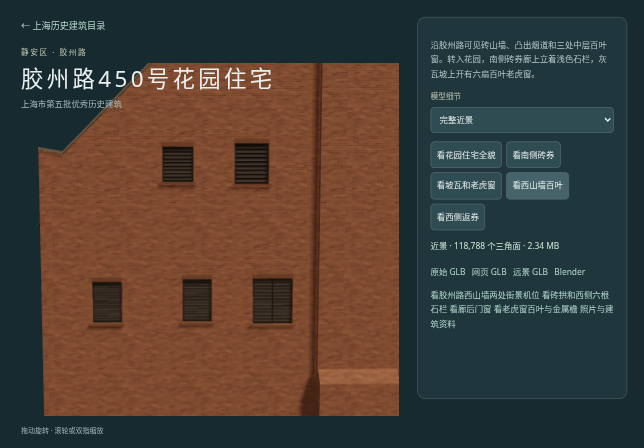 ← 上海历史建筑目录
静安区 · 胶州路
胶州路450号花园住宅
上海市第五批优秀历史建筑
拖动旋转 · 滚轮或双指缩放
沿胶州路可见砖山墙、凸出烟道和三处中层百叶
窗。转入花园，南侧砖券廊上立着浅色石栏，灰
瓦坡上开有六扇百叶老虎窗。
模型细节
完整近景
看花园住宅全貌
看南侧砖券
看坡瓦和老虎窗
看西山墙百叶
看西侧返券
近景 · 118,788 个三角面 · 2.34 MB
原始 GLB 网页 GLB 远景 GLB Blender
看胶州路西山墙两处街景机位 看砖拱和西侧六根
石栏 看廊后门窗 看老虎窗百叶与金属檐 照片与建
筑资料